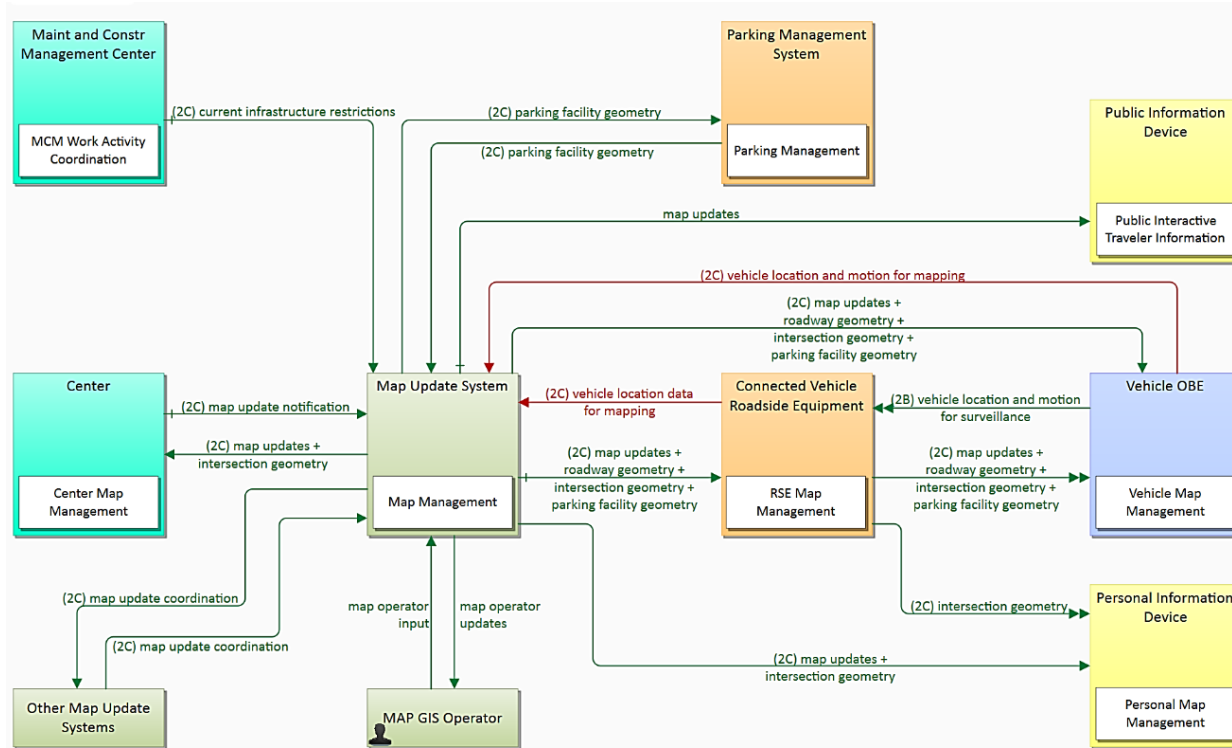 Maint and Constr
Management Center
MCM Work Activity
Coordination
(2C) current infrastructure restrictions
(2C) parking facility geometry
(2C) parking facility geometry
Parking Management
System
Parking Management
Public Information
Device
Public Interactive
Traveler Information
map updates
(2C) vehicle location and motion for mapping
(2C) map updates +
roadway geometry +
intersection geometry +
parking facility geometry
Center
Center Map
Management
(2C) map update notification
(2C) map updates +
intersection geometry
Map Update System
Map Management
(2C) vehicle location data
for mapping
(2C) map updates +
roadway geometry +
intersection geometry +
parking facility geometry
Connected Vehicle
Roadside Equipment
RSE Map
Management
(2B) vehicle location and motion
for surveillance
(2C) map updates +
roadway geometry +
intersection geometry +
parking facility geometry
Vehicle OBE
Vehicle Map
Management
(2C) map update coordination
(2C) map update coordination
map operator
input
map operator
updates
(2C) intersection geometry
(2C) map updates +
intersection geometry
Personal Information
Device
Personal Map
Management
Other Map Update
Systems
MAP GIS Operator